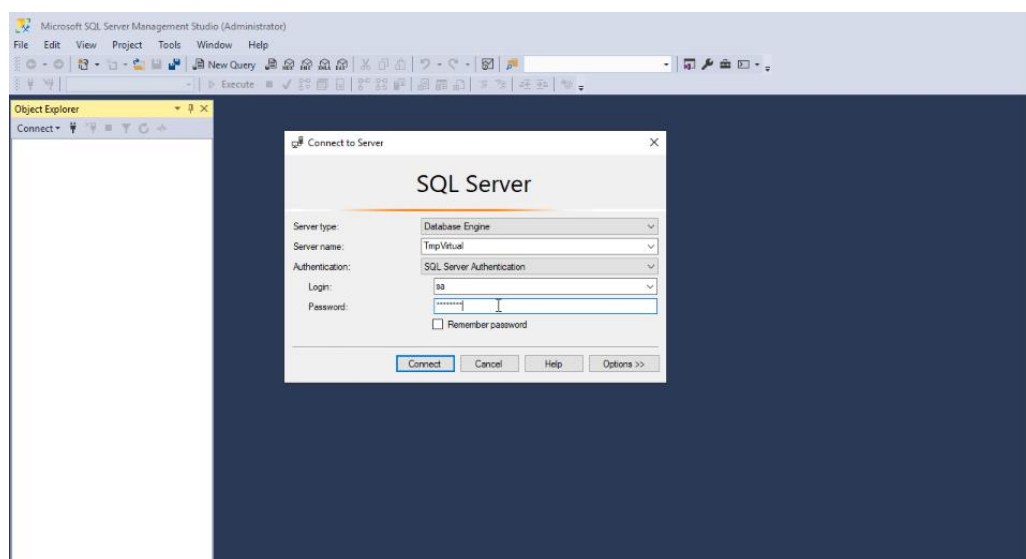 Microsoft SQL Server Management Studio (Administrator)
File Edit View Project Tools Window Help
New Query
Execute
Object Explorer
Connect
Connect to Server
SQL Server
Server type: Database Engine
Server name: TmpVirtual
Authentication: SQL Server Authentication
Login: sa
Password: ********
Remember password
Connect Cancel Help Options >>